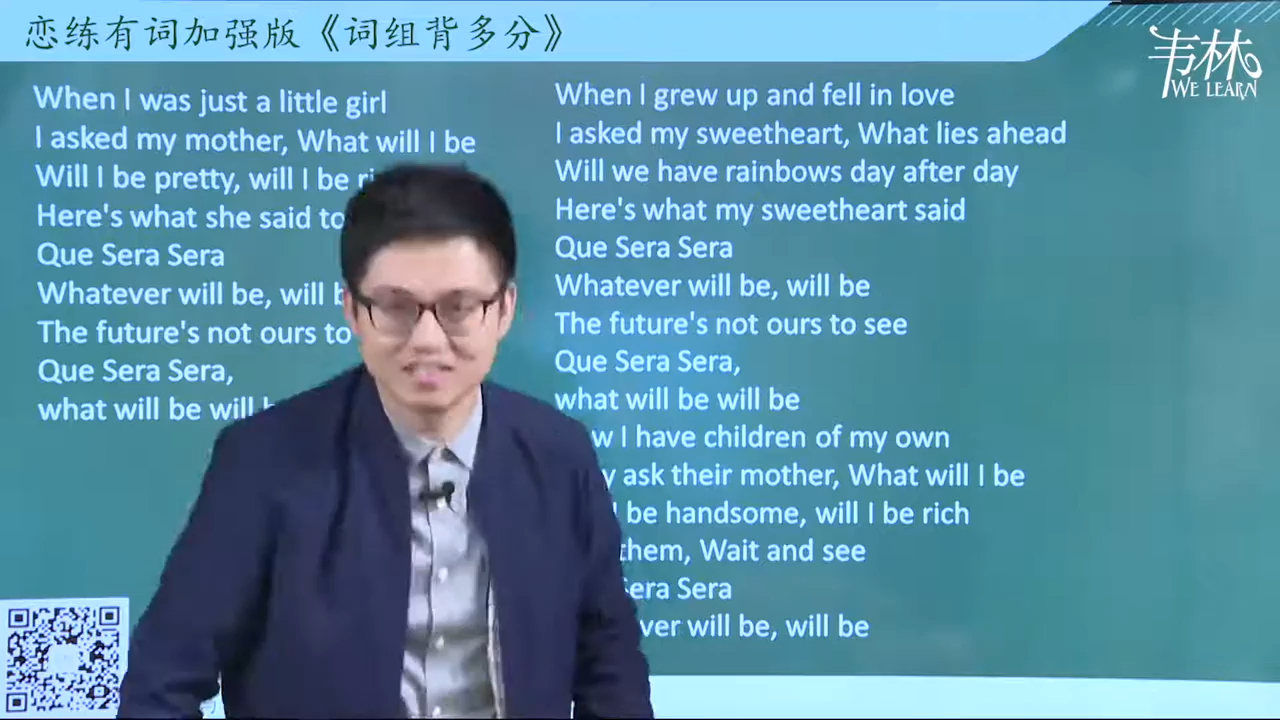 恋练有词加强版《词组背多分》
韦林
WE LEARN
When I was just a little girl
I asked my mother, What will I be
Will I be pretty, will I be
Here's what she said to
Que Sera Sera
Whatever will be, will
The future's not ours to
Que Sera Sera,
what will be will
When I grew up and fell in love
I asked my sweetheart, What lies ahead
Will we have rainbows day after day
Here's what my sweetheart said
Que Sera Sera
Whatever will be, will be
The future's not ours to see
Que Sera Sera,
what will be will be
I have children of my own
ask their mother, What will I be
I be handsome, will I be rich
them, Wait and see
Sera Sera
will be, will be